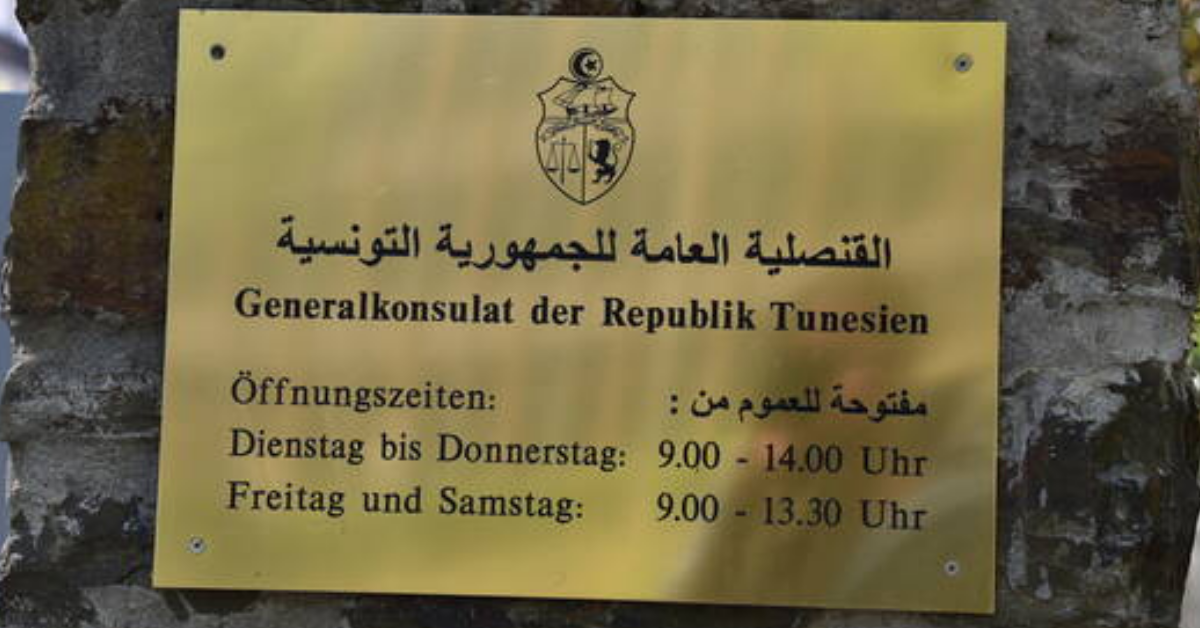 القنصلية العامة للجمهورية التونسية
Generalkonsulat der Republik Tunesien
Öffnungszeiten: مفتوحة للعموم من :
Dienstag bis Donnerstag: 9.00 - 14.00 Uhr
Freitag und Samstag: 9.00 - 13.30 Uhr